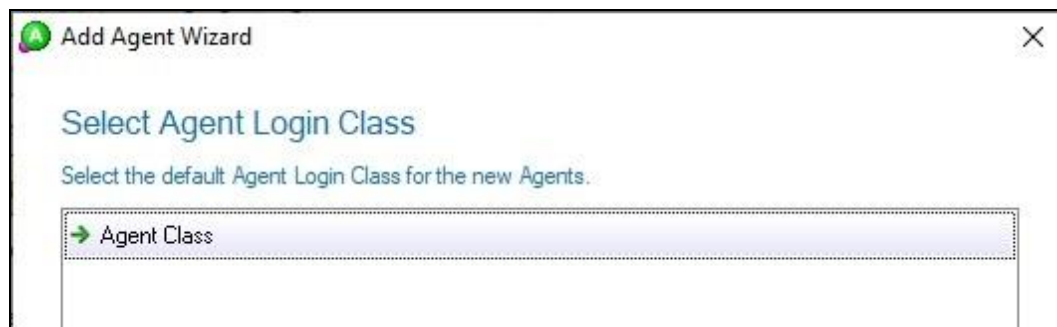 Add Agent Wizard
Select Agent Login Class
Select the default Agent Login Class for the new Agents.
Agent Class